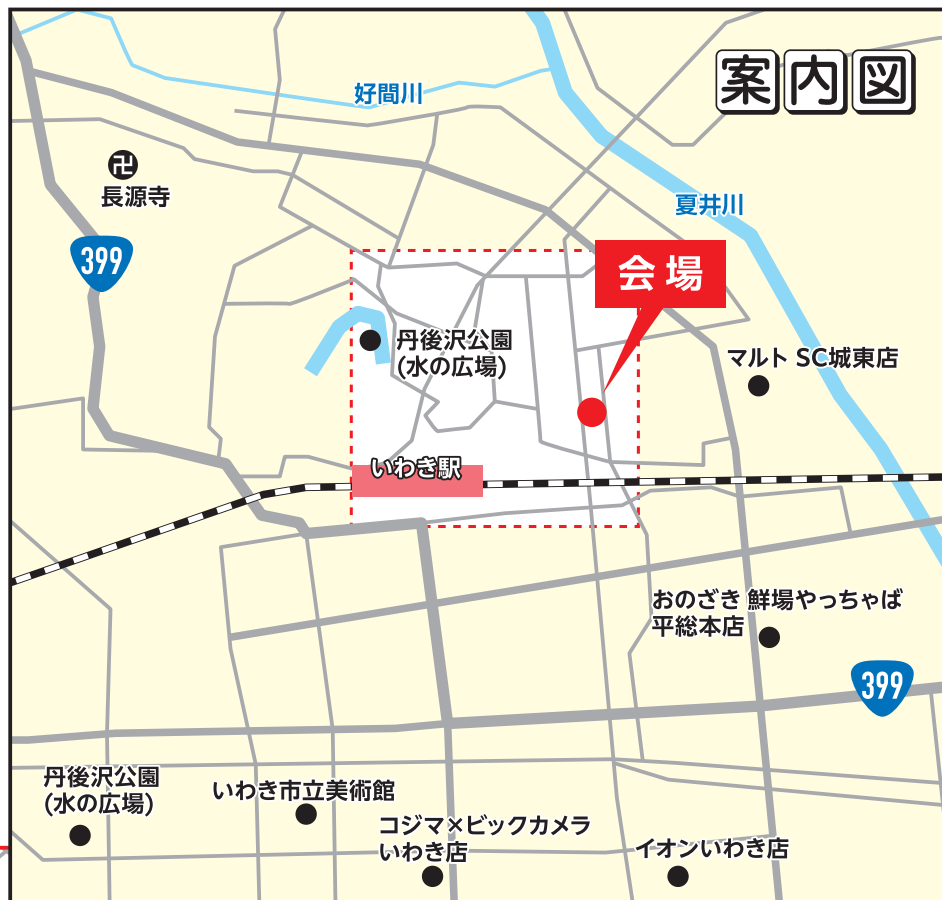 案内図
好間川
長源寺
夏井川
399
会場
丹後沢公園
(水の広場)
マルト SC城東店
いわき駅
おのざき 鮮場やっちゃば
平総本店
399
丹後沢公園
(水の広場)
いわき市立美術館
コジマ×ビックカメラ
いわき店
イオンいわき店